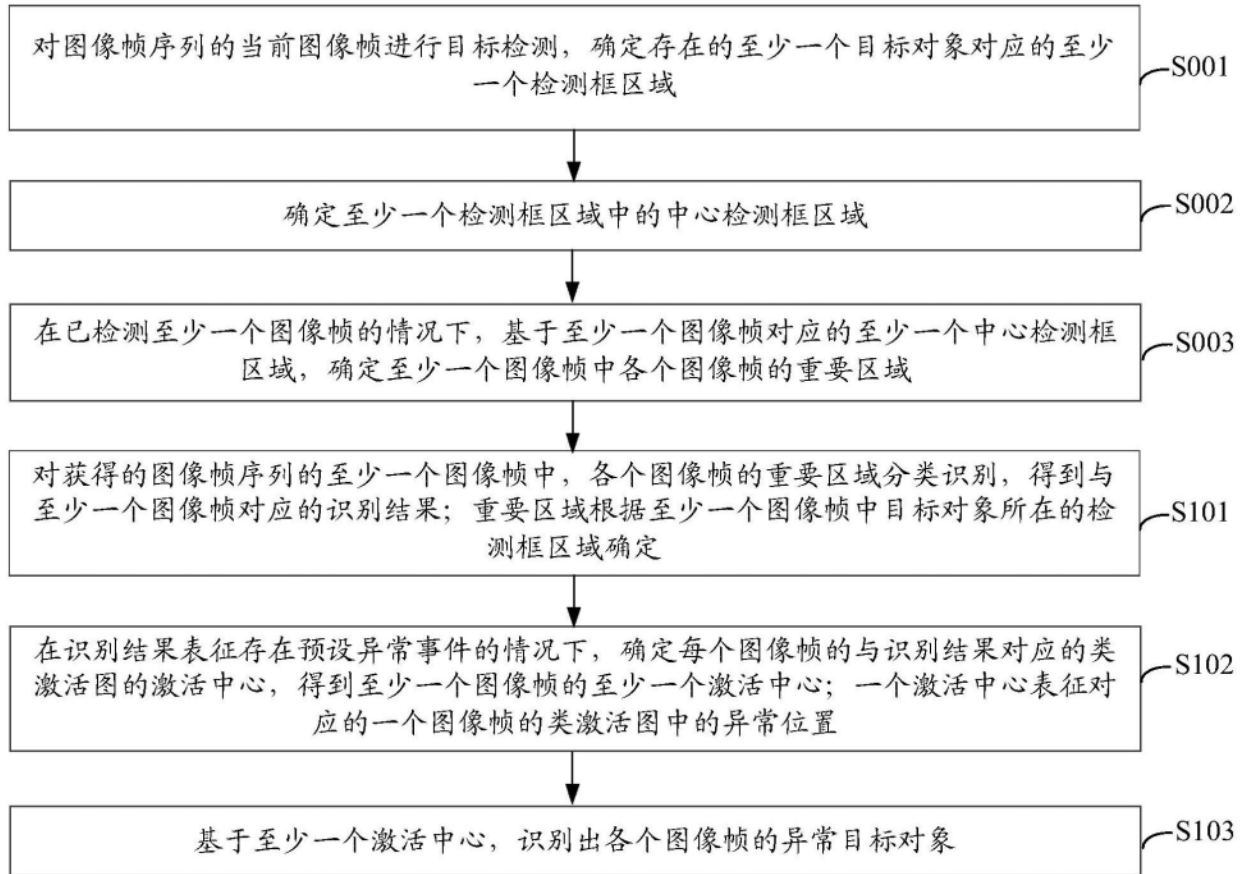 对图像帧序列的当前图像帧进行目标检测，确定存在的至少一个目标对象对应的至少
一个检测框区域
S001
确定至少一个检测框区域中的中心检测框区域
S002
在已检测至少一个图像帧的情况下，基于至少一个图像帧对应的至少一个中心检测框
区域，确定至少一个图像帧中各个图像帧的重要区域
S003
对获得的图像帧序列的至少一个图像帧中，各个图像帧的重要区域分类识别，得到与
至少一个图像帧对应的识别结果；重要区域根据至少一个图像帧中目标对象所在的检
测框区域确定
S101
在识别结果表征存在预设异常事件的情况下，确定每个图像帧的与识别结果对应的类
激活图的激活中心，得到至少一个图像帧的至少一个激活中心；一个激活中心表征对
应的一个图像帧的类激活图中的异常位置
S102
基于至少一个激活中心，识别出各个图像帧的异常目标对象
S103